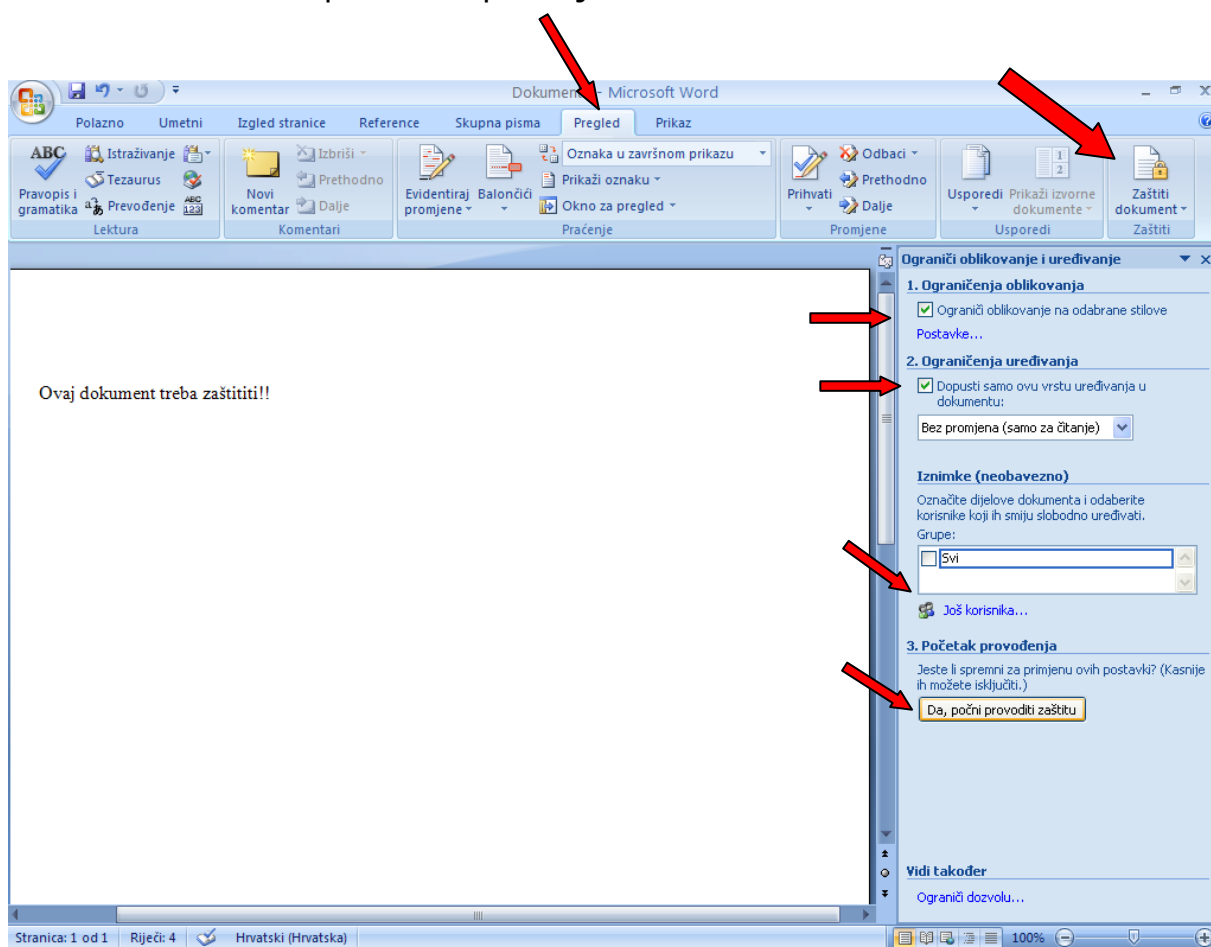 Dokument - Microsoft Word
Polazno Umetni Izgled stranice Reference Skupna pisma Pregled Prikaz
ABC Istraživanje
Tezaurus
Pravopis i
gramatika Prevođenje ABC
123
Lektura
Novi
komentar
Izbriši
Prethodno
Dalje
Komentari
Evidentiraj
promjene
Balončići
Oznaka u završnom prikazu
Prikaži oznaku
Okno za pregled
Praćenje
Prihvati
Odbaci
Prethodno
Dalje
Promjene
Usporedi
Prikaži izvorne
dokumente
Usporedi
Zaštiti
dokument
Zaštiti
Ovaj dokument treba zaštititi!!
Ograniči oblikovanje i uređivanje
1. Ograničenja oblikovanja
Ograniči oblikovanje na odabrane stilove
Postavke...
2. Ograničenja uređivanja
Dopusti samo ovu vrstu uređivanja u
dokumentu:
Bez promjena (samo za čitanje)
Iznimke (neobavezno)
Označite dijelove dokumenta i odaberite
korisnike koji ih smiju slobodno uređivati.
Grupe:
Svi
Još korisnika...
3. Početak provođenja
Jeste li spremni za primjenu ovih postavki? (Kasnije
ih možete isključiti.)
Da, počni provoditi zaštitu
Vidi također
Ograniči dozvolu...
Stranica: 1 od 1 Riječi: 4 Hrvatski (Hrvatska) 100%